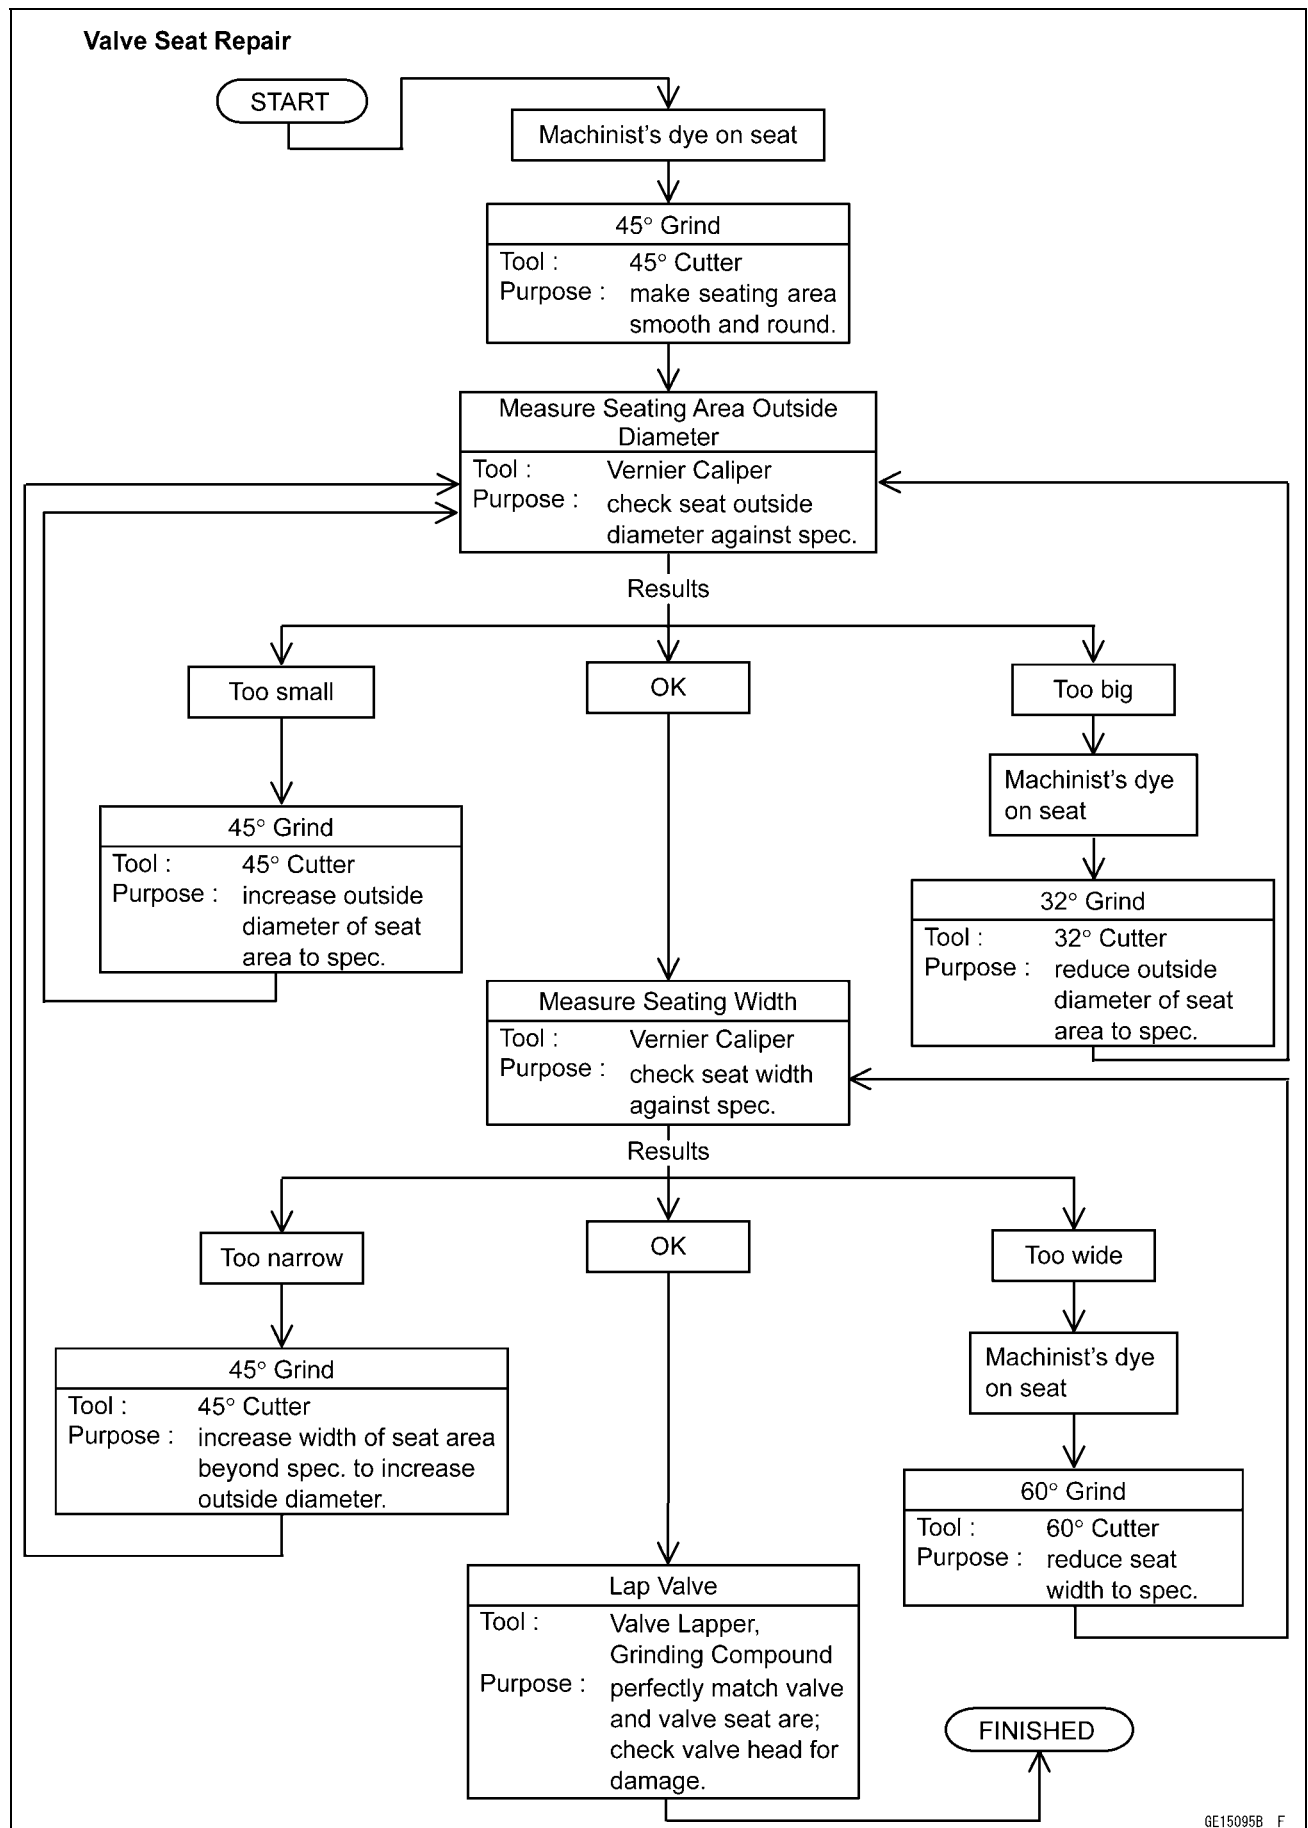 Valve Seat Repair
START
Machinist's dye on seat
45° Grind
Tool : 45° Cutter
Purpose : make seating area
smooth and round.
Measure Seating Area Outside
Diameter
Tool : Vernier Caliper
Purpose : check seat outside
diameter against spec.
Results
Too small
OK
Too big
Machinist's dye
on seat
45° Grind
Tool : 45° Cutter
Purpose : increase outside
diameter of seat
area to spec.
32° Grind
Tool : 32° Cutter
Purpose : reduce outside
diameter of seat
area to spec.
Measure Seating Width
Tool : Vernier Caliper
Purpose : check seat width
against spec.
Results
Too narrow
OK
Too wide
Machinist's dye
on seat
45° Grind
Tool : 45° Cutter
Purpose : increase width of seat area
beyond spec. to increase
outside diameter.
60° Grind
Tool : 60° Cutter
Purpose : reduce seat
width to spec.
Lap Valve
Tool : Valve Lapper,
Grinding Compound
Purpose : perfectly match valve
and valve seat are;
check valve head for
damage.
FINISHED
GE15095B F